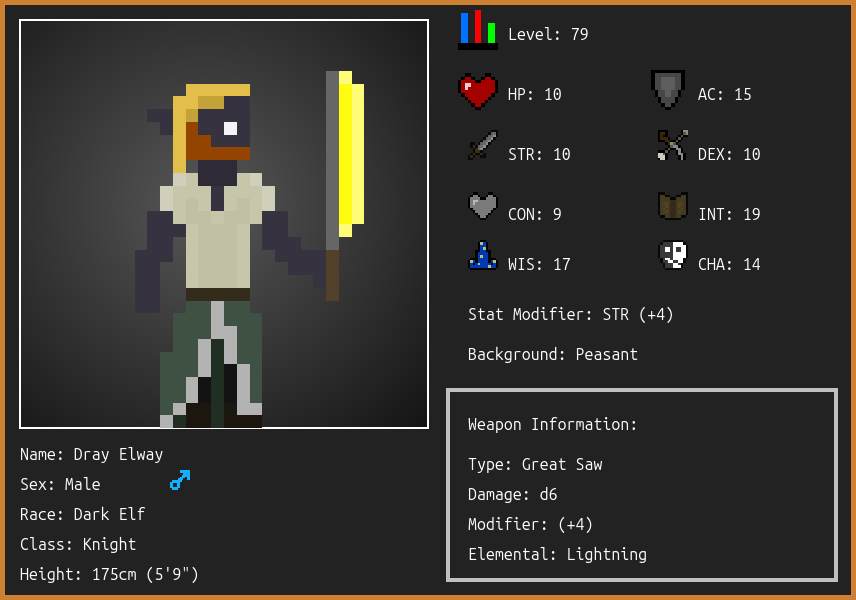 Level: 79
HP: 10
AC: 15
STR: 10
DEX: 10
CON: 9
INT: 19
WIS: 17
CHA: 14
Stat Modifier: STR (+4)
Background: Peasant
Weapon Information:
Type: Great Saw
Damage: d6
Modifier: (+4)
Elemental: Lightning
Name: Dray Elway
Sex: Male
Race: Dark Elf
Class: Knight
Height: 175cm (5'9")